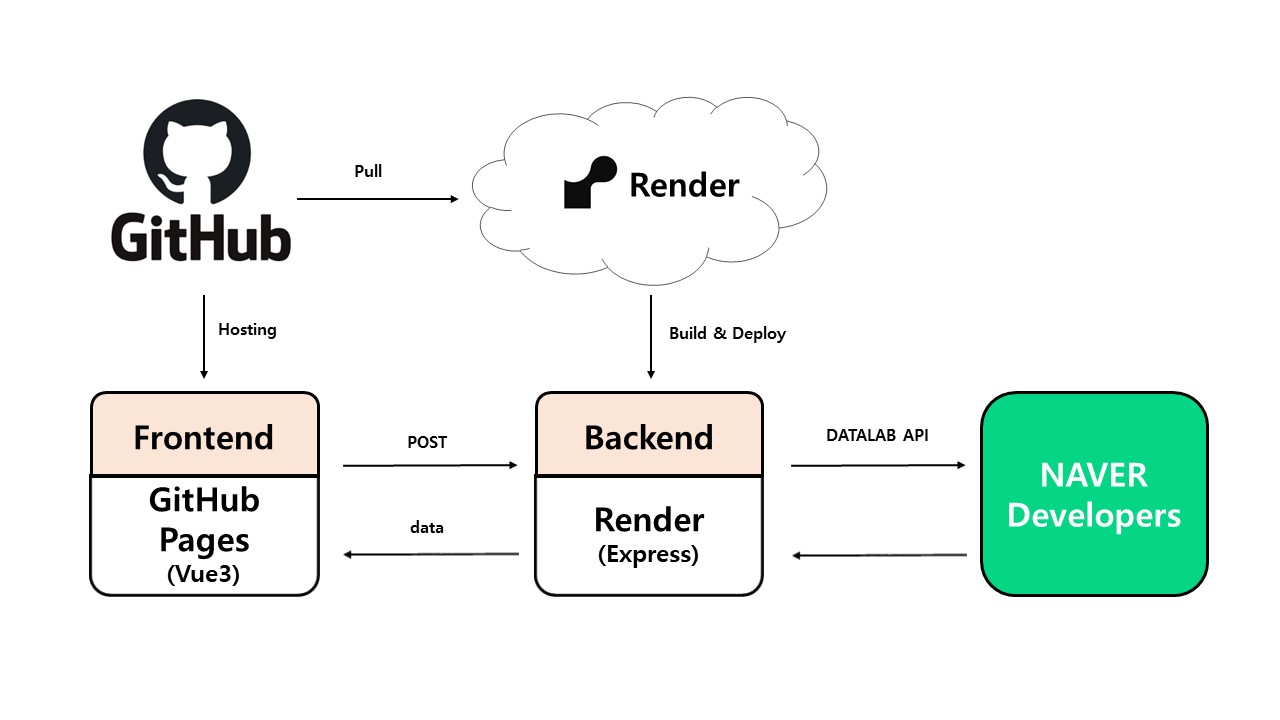 GitHub
Pull
Render
Hosting
Build & Deploy
Frontend
GitHub
Pages
(Vue3)
POST
data
Backend
Render
(Express)
DATALAB API
NAVER
Developers